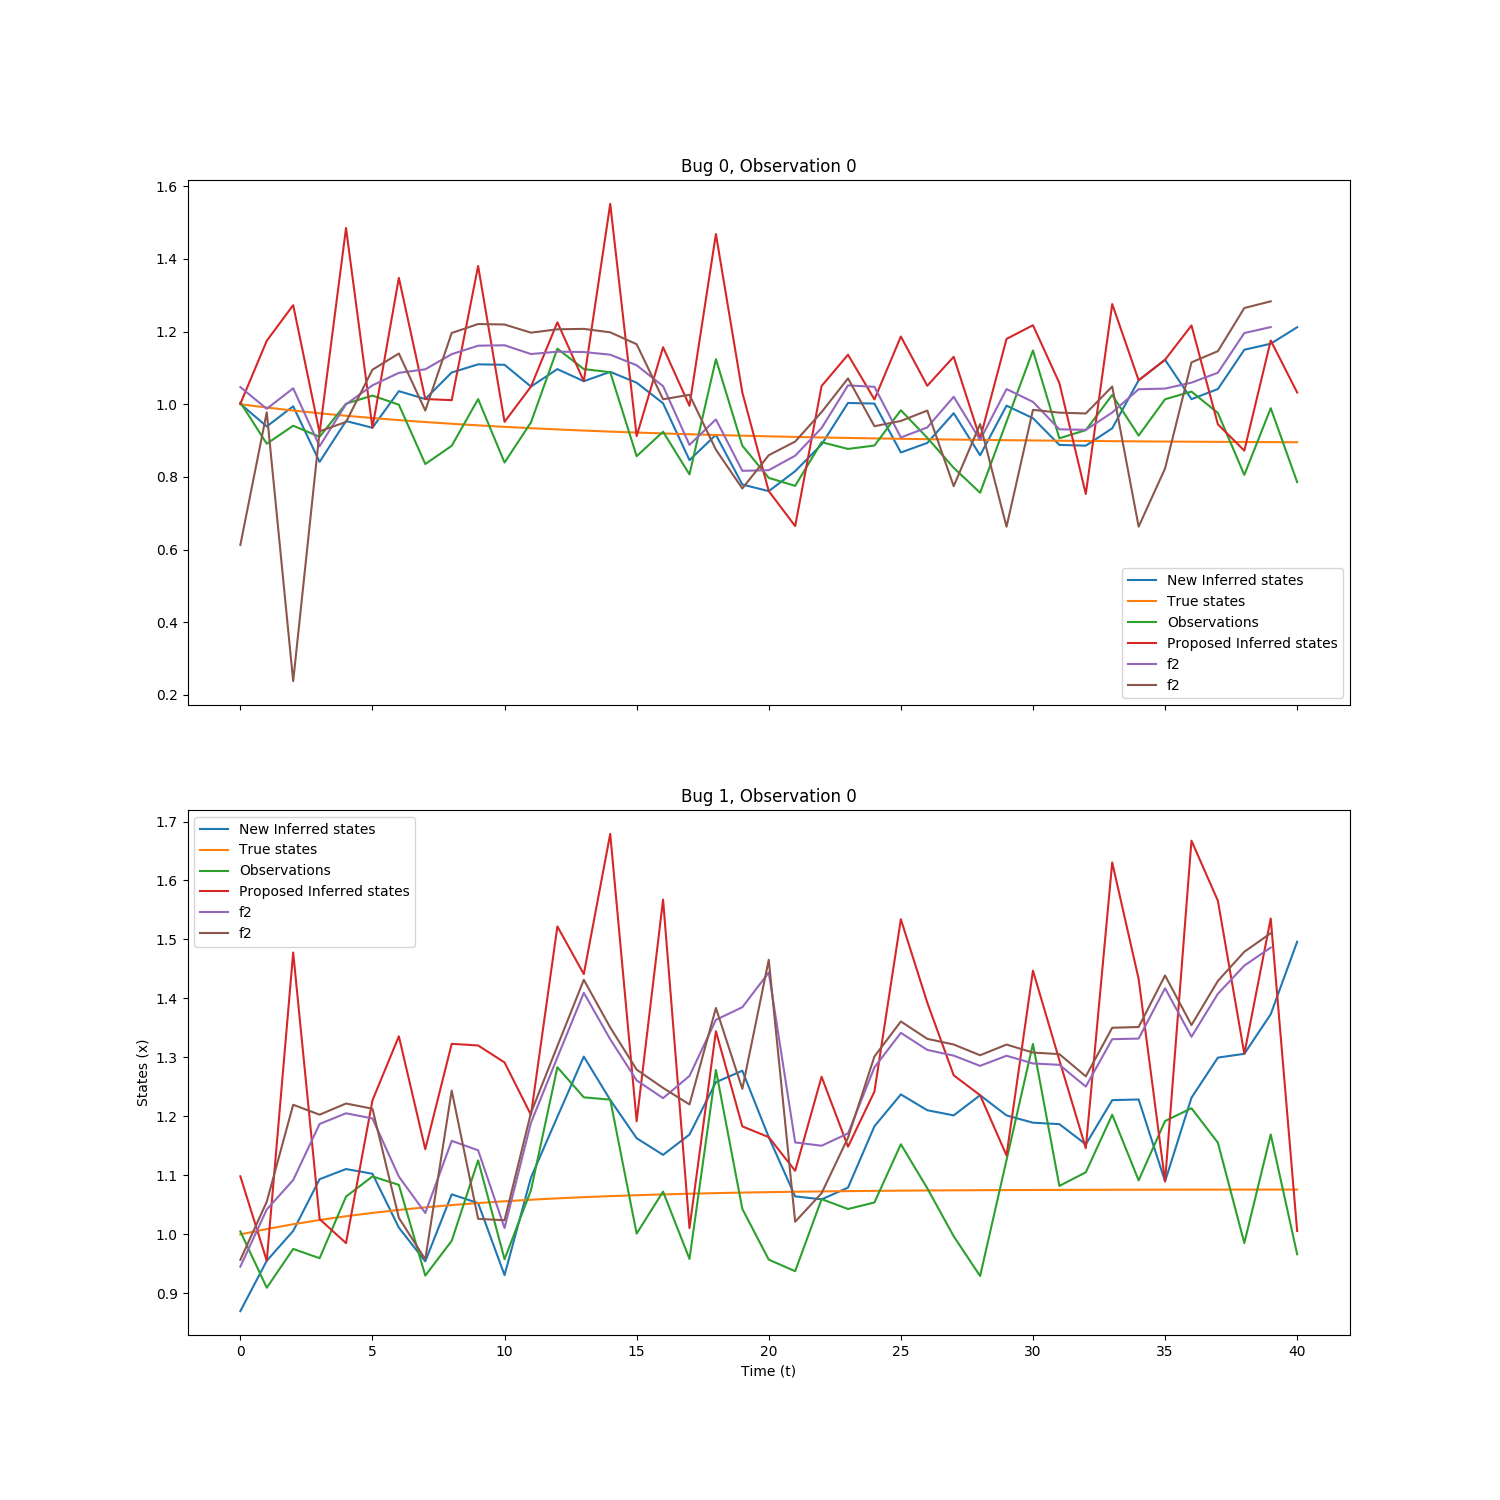 Bug 0, Observation 0
1.6
1.4
1.2
1.0
0.8
0.6
0.4
0.2
New Inferred states
True states
Observations
Proposed Inferred states
f2
f2
Bug 1, Observation 0
States (x)
1.7
1.6
1.5
1.4
1.3
1.2
1.1
1.0
0.9
New Inferred states
True states
Observations
Proposed Inferred states
f2
f2
0 5 10 15 20 25 30 35 40
Time (t)